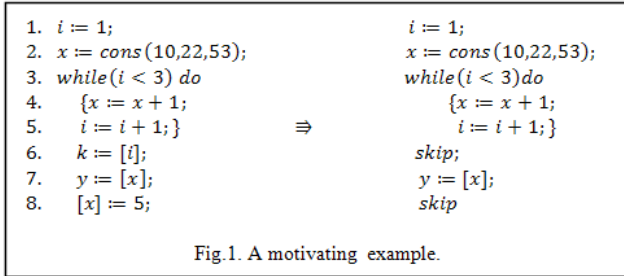 1. i ≔ 1; i ≔ 1;
2. x ≔ cons(10,22,53); x ≔ cons(10,22,53);
3. while(i < 3) do while(i < 3)do
4. {x ≔ x + 1; {x ≔ x + 1;
5. i ≔ i + 1;} ⇛ i ≔ i + 1;}
6. k ≔ [i]; skip;
7. y ≔ [x]; y ≔ [x];
8. [x] ≔ 5; skip
Fig.1. A motivating example.